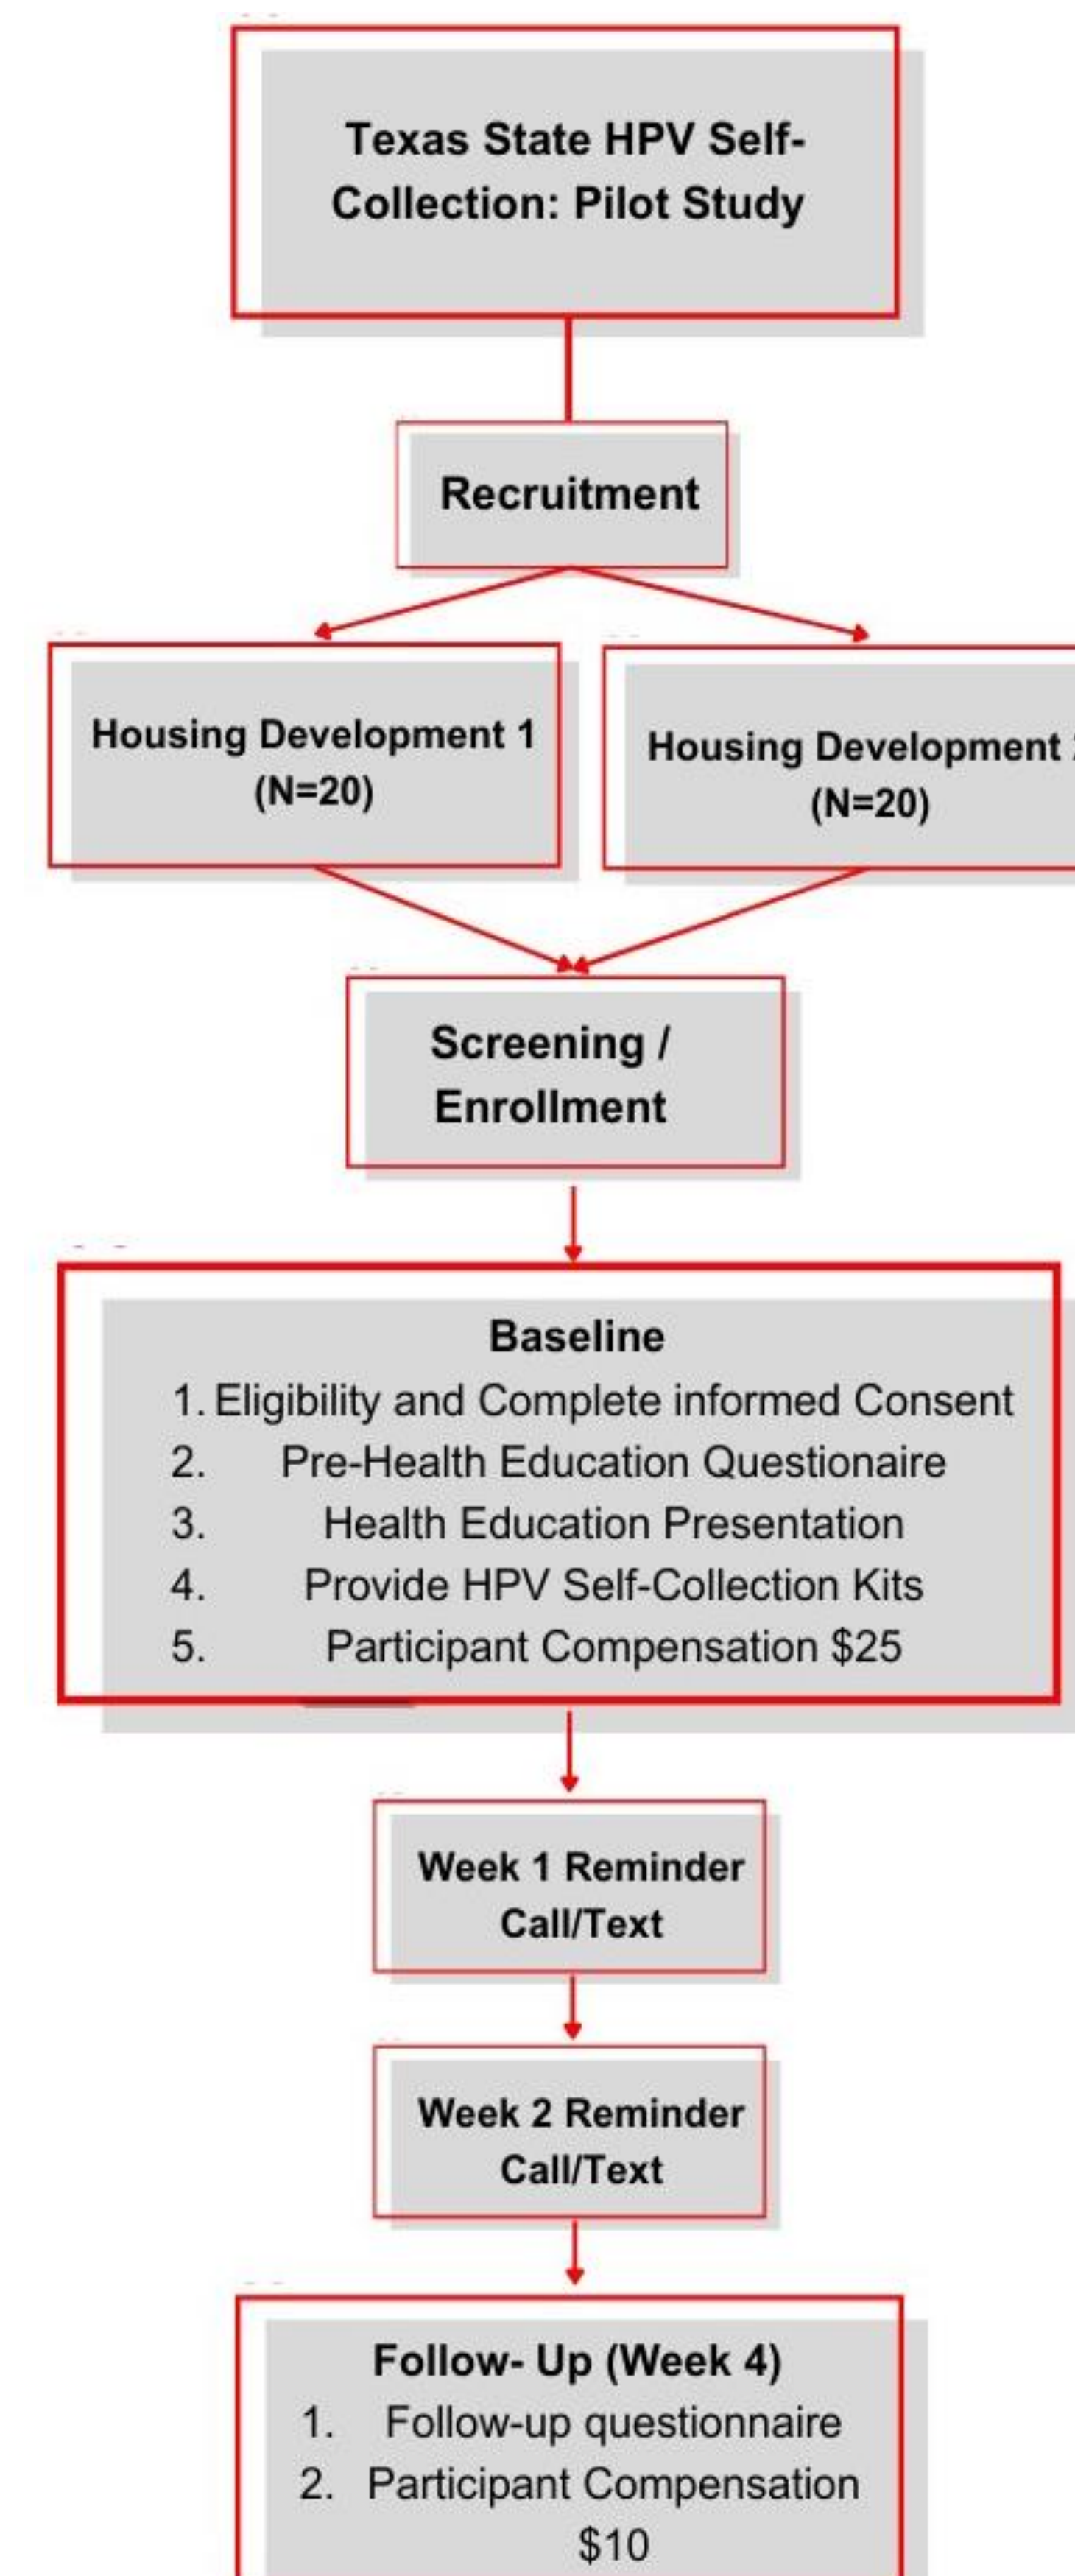 Texas State HPV Self-
Collection: Pilot Study
Recruitment
Housing Development 1
(N=20)
Housing Development
(N=20)
Screening /
Enrollment
Baseline
1. Eligibility and Complete informed Consent
2. Pre-Health Education Questionaire
3. Health Education Presentation
4. Provide HPV Self-Collection Kits
5. Participant Compensation $25
Week 1 Reminder
Call/Text
Week 2 Reminder
Call/Text
Follow- Up (Week 4)
1. Follow-up questionnaire
2. Participant Compensation
$10